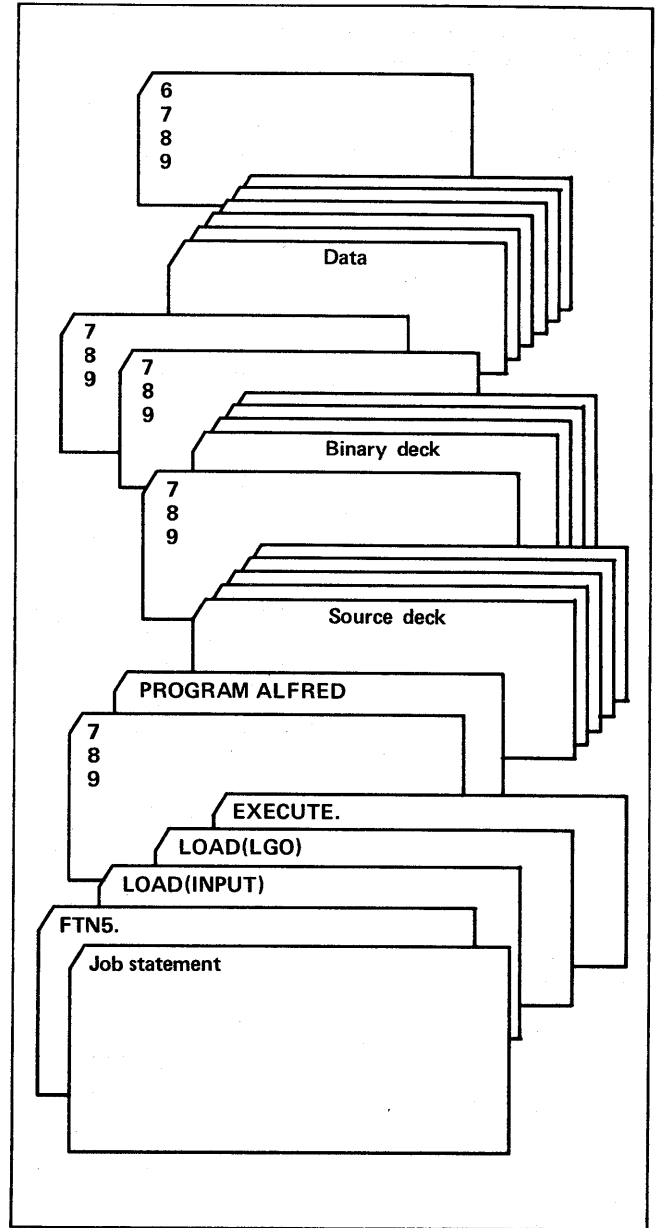 6
7
8
9
Data
7
8
9
7
8
9
Binary deck
7
8
9
Source deck
PROGRAM ALFRED
7
8
9
EXECUTE.
LOAD(LGO)
LOAD(INPUT)
FTN5.
Job statement